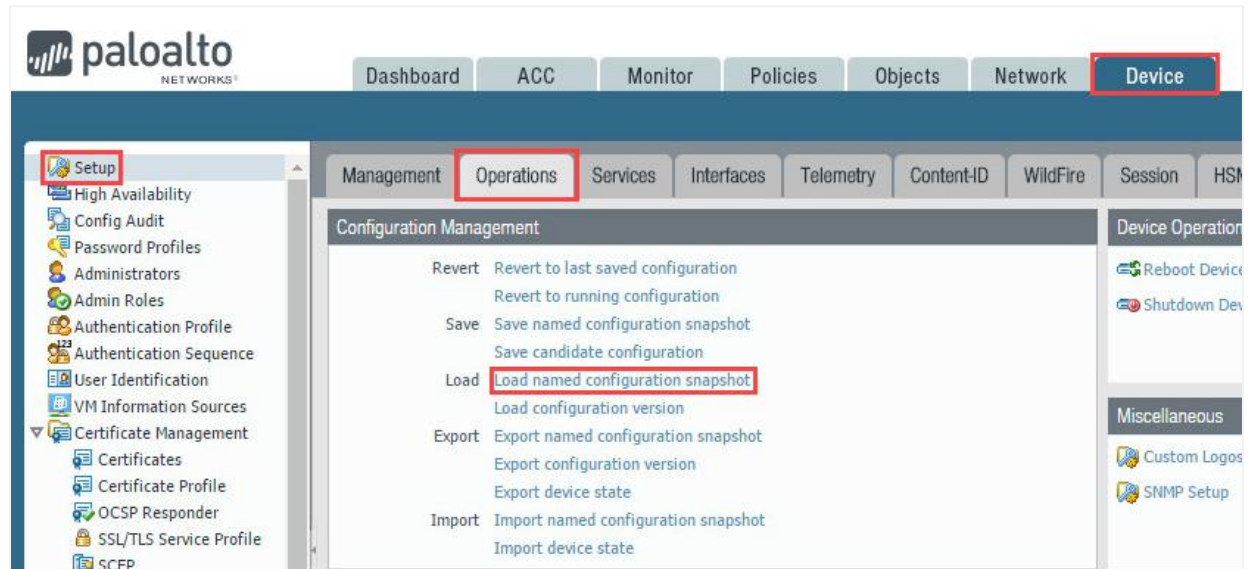 paloalto
NETWORKS®
Dashboard ACC Monitor Policies Objects Network Device
Setup
High Availability
Config Audit
Password Profiles
Administrators
Admin Roles
Authentication Profile
Authentication Sequence
User Identification
VM Information Sources
Certificate Management
Certificates
Certificate Profile
OCSP Responder
SSL/TLS Service Profile
SCEP
Management Operations Services Interfaces Telemetry Content-ID WildFire Session
Configuration Management
Revert Revert to last saved configuration
Revert to running configuration
Save Save named configuration snapshot
Save candidate configuration
Load Load named configuration snapshot
Load configuration version
Export Export named configuration snapshot
Export configuration version
Export device state
Import Import named configuration snapshot
Import device state
Device Operation
Reboot Device
Shutdown Dev
Miscellaneous
Custom Logos
SNMP Setup